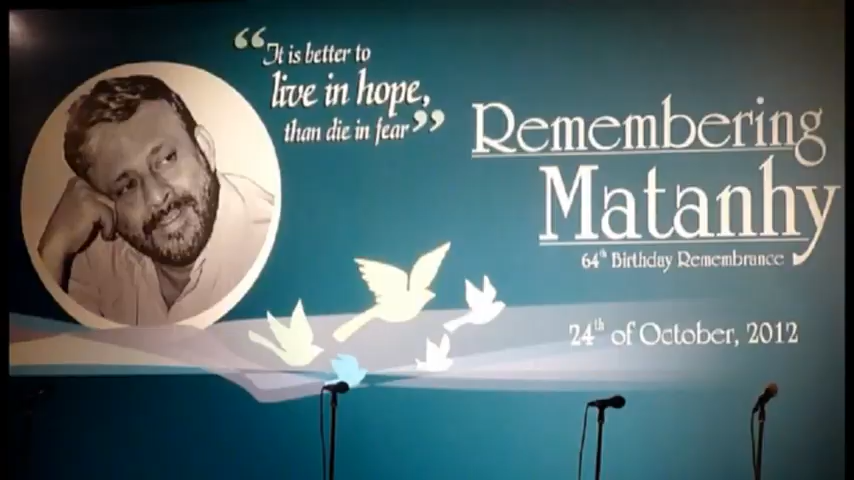 “It is better to
live in hope,
than die in fear”
Remembering
Matanhy
64th Birthday Remembrance
24th of October, 2012